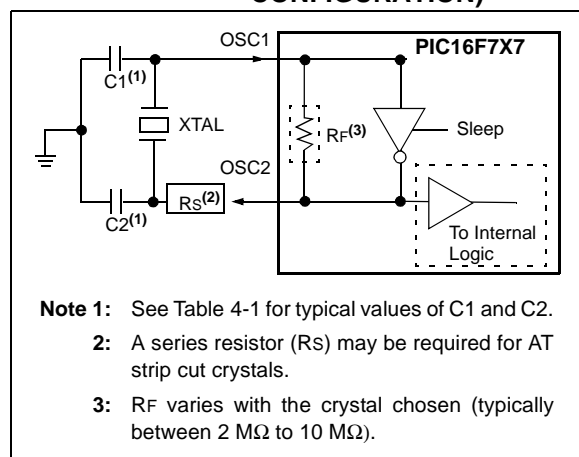 CONFIGURATION)
OSC1
PIC16F7X7
C1(1)
XTAL
RF(3)
Sleep
OSC2
C2(1)
RS(2)
To Internal
Logic
Note 1: See Table 4-1 for typical values of C1 and C2.
2: A series resistor (RS) may be required for AT
strip cut crystals.
3: RF varies with the crystal chosen (typically
between 2 MΩ to 10 MΩ).